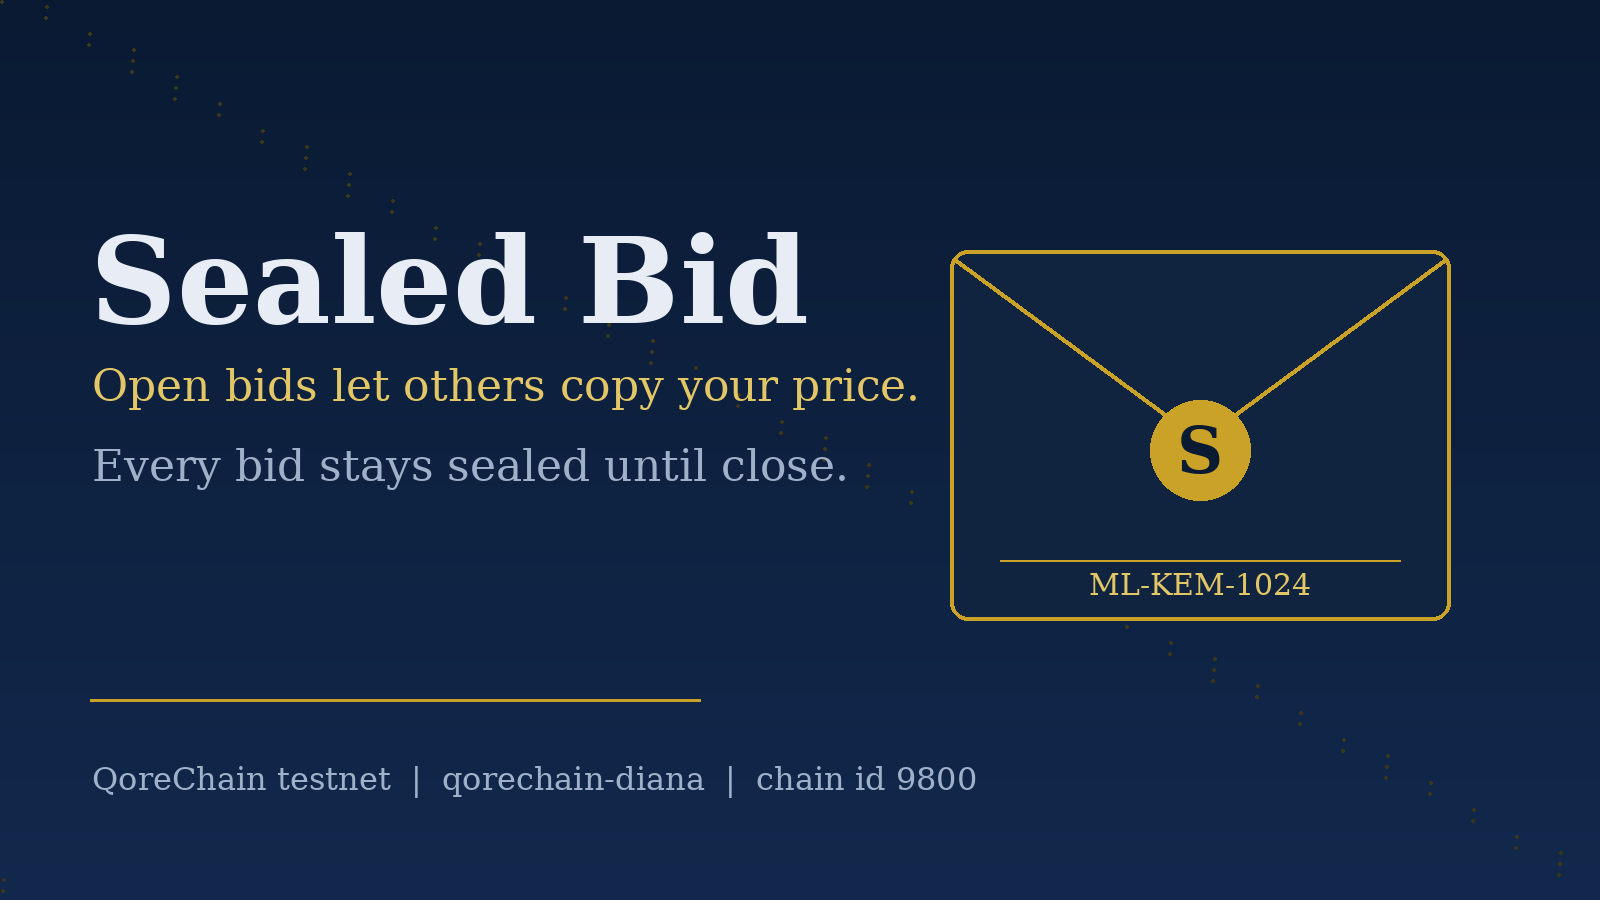 Sealed Bid
Open bids let others copy your price.
Every bid stays sealed until close.
S
ML-KEM-1024
QoreChain testnet | qorechain-diana | chain id 9800